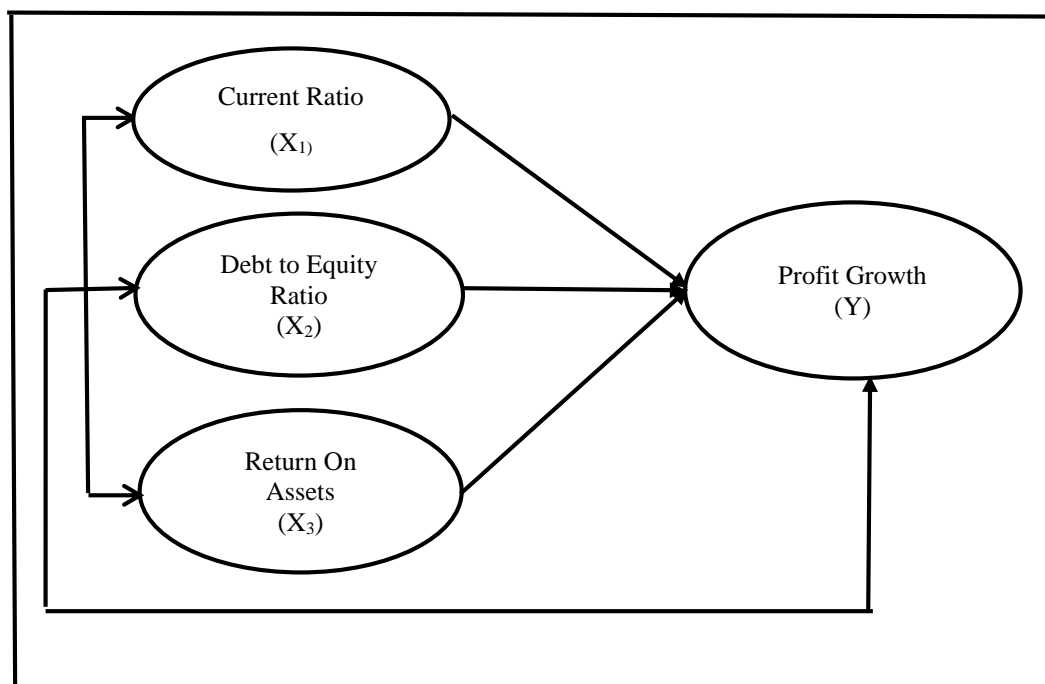 Current Ratio
(X₁₎
Debt to Equity
Ratio
(X₂)
Profit Growth
(Y)
Return On
Assets
(X₃)